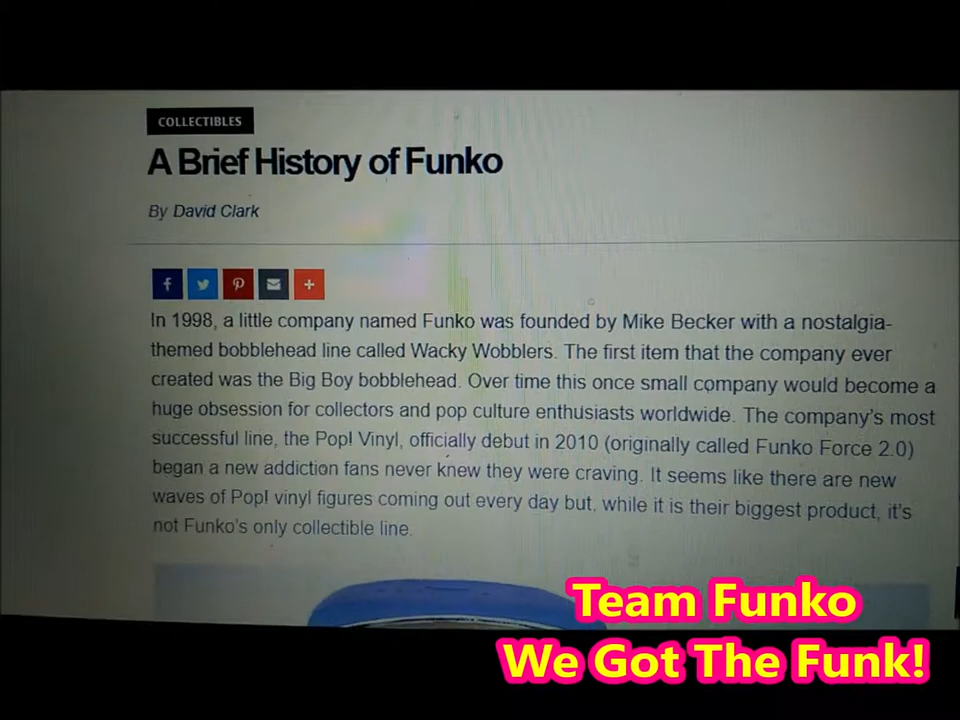 COLLECTIBLES
A Brief History of Funko
By David Clark
In 1998, a little company named Funko was founded by Mike Becker with a nostalgia-
themed bobblehead line called Wacky Wobblers. The first item that the company ever
created was the Big Boy bobblehead. Over time this once small company would become a
huge obsession for collectors and pop culture enthusiasts worldwide. The company's most
successful line, the Pop! Vinyl, officially debut in 2010 (originally called Funko Force 2.0)
began a new addiction fans never knew they were craving. It seems like there are new
waves of Pop! vinyl figures coming out every day but, while it is their biggest product, it's
not Funko's only collectible line.
Team Funko
We Got The Funk!